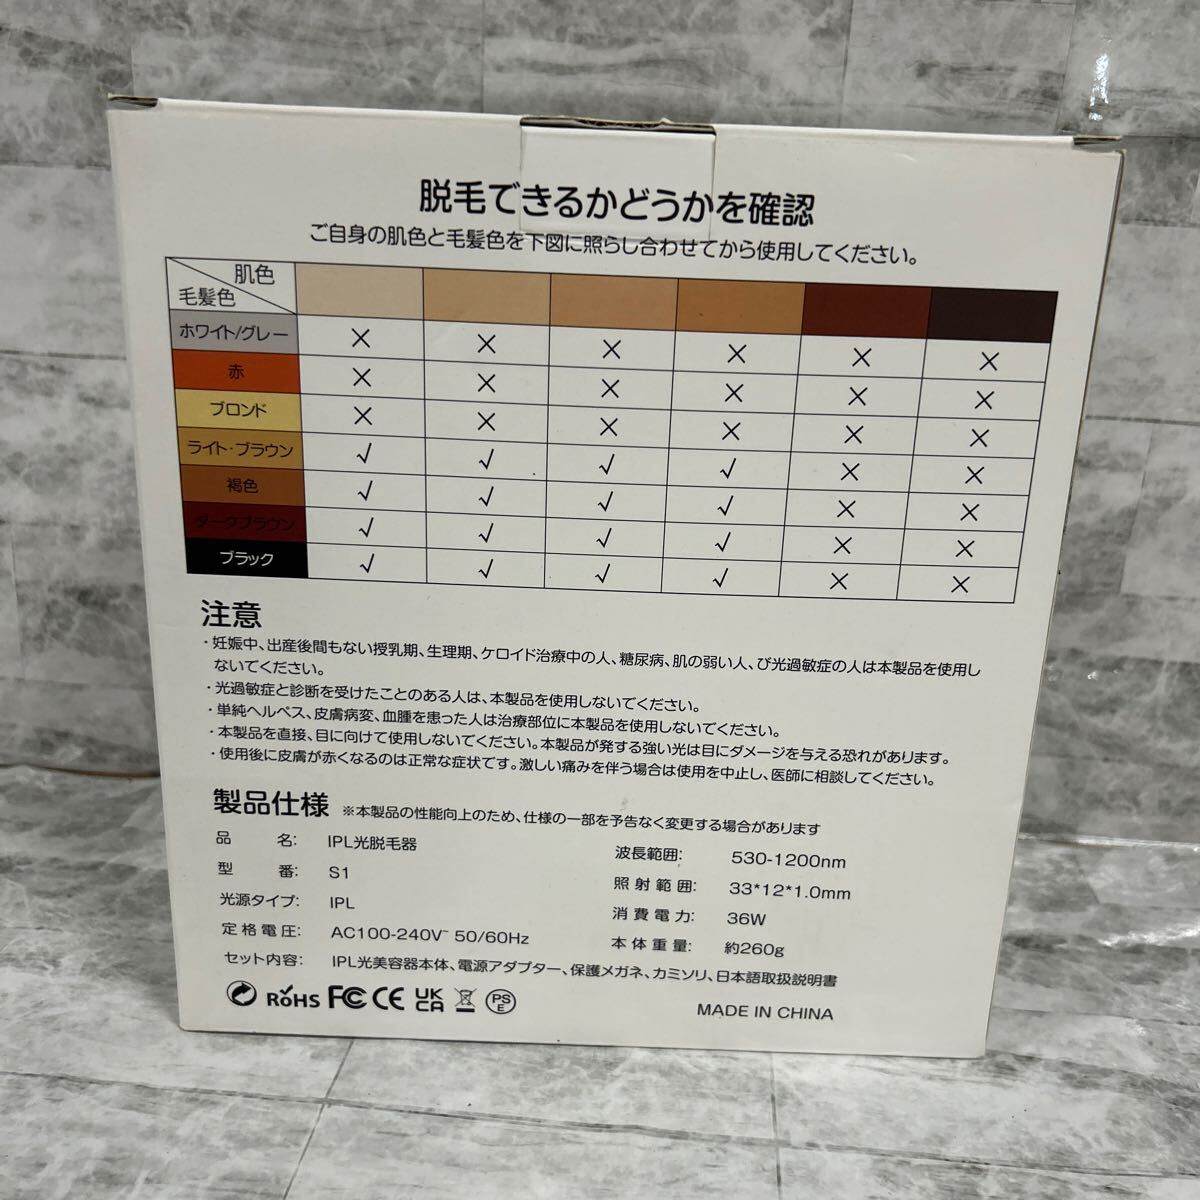 脱毛できるかどうかを確認
ご自身の肌色と毛髪色を下図に照らし合わせてから使用してください。
肌色
毛髪色
ホワイト/グレー × × × × × ×
赤 × × × × × ×
ブロンド × × × × × ×
ライト・ブラウン √ √ √ √ × ×
褐色 √ √ √ √ × ×
ダークブラウン √ √ √ √ × ×
ブラック √ √ √ √ × ×
注意
・妊娠中、出産後間もない授乳期、生理期、ケロイド治療中の人、糖尿病、肌の弱い人、び光過敏症の人は本製品を使用し
ないでください。
・光過敏症と診断を受けたことのある人は、本製品を使用しないでください。
・単純ヘルペス、皮膚病変、血腫を患った人は治療部位に本製品を使用しないでください。
・本製品を直接、目に向けて使用しないでください。本製品が発する強い光は目にダメージを与える恐れがあります。
・使用後に皮膚が赤くなるのは正常な症状です。激しい痛みを伴う場合は使用を中止し、医師に相談してください。
製品仕様 ※本製品の性能向上のため、仕様の一部を予告なく変更する場合があります
品名: IPL光脱毛器
型番: S1
光源タイプ: IPL
定格電圧: AC100-240V~ 50/60Hz
波長範囲: 530-1200nm
照射範囲: 33*12*1.0mm
消費電力: 36W
本体重量: 約260g
セット内容: IPL光美容器本体、電源アダプター、保護メガネ、カミソリ、日本語取扱説明書
RoHS FC CE UK CA PS E
MADE IN CHINA